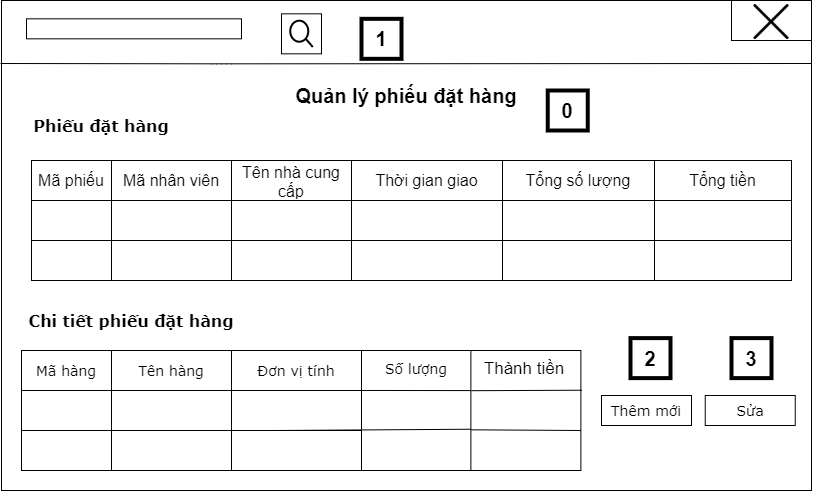 1
Quản lý phiếu đặt hàng
0
Phiếu đặt hàng
Mã phiếu
Mã nhân viên
Tên nhà cung
cấp
Thời gian giao
Tổng số lượng
Tổng tiền
Chi tiết phiếu đặt hàng
Mã hàng
Tên hàng
Đơn vị tính
Số lượng
Thành tiền
2
3
Thêm mới
Sửa